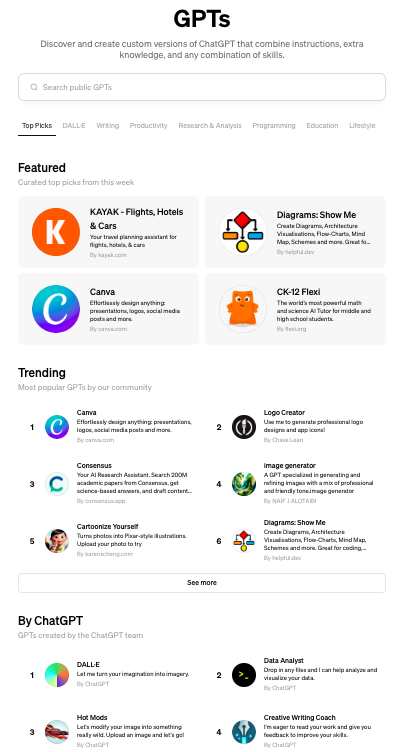 GPTs
Discover and create custom versions of ChatGPT that combine instructions, extra
knowledge, and any combination of skills.
Search public GPTs
Top Picks DALL·E Writing Productivity Research & Analysis Programming Education Lifestyle
Featured
Curated top picks from this week
K
KAYAK - Flights, Hotels
& Cars
Your travel planning assistant for
flights, hotels, & cars
By kayak.com
Diagrams: Show Me
Create Diagrams, Architecture
Visualisations, Flow-Charts, Mind
Map, Schemes and more. Great fo...
By helpful.dev
C
Canva
Effortlessly design anything:
presentations, logos, social media
posts and more.
By canva.com
CK-12 Flexi
The world's most powerful math
and science AI Tutor for middle and
high school students.
By flexi.org
Trending
Most popular GPTs by our community
1
C
Canva
Effortlessly design anything: presentations,
logos, social media posts and more.
By canva.com
2
Logo Creator
Use me to generate professional logo
designs and app icons!
By Chase Lean
3
C
Consensus
Your AI Research Assistant. Search 200M
academic papers from Consensus, get
science-based answers, and draft content...
By consensus.app
4
image generator
A GPT specialized in generating and
refining images with a mix of professional
and friendly tone.image generator
By NAIF J ALOTAIBI
5
Cartoonize Yourself
Turns photos into Pixar-style illustrations.
Upload your photo to try
By karenxcheng.com
6
Diagrams: Show Me
Create Diagrams, Architecture
Visualisations, Flow-Charts, Mind Map,
Schemes and more. Great for coding,...
By helpful.dev
See more
By ChatGPT
GPTs created by the ChatGPT team
1
DALL·E
Let me turn your imagination into imagery.
By ChatGPT
2
>_
Data Analyst
Drop in any files and I can help analyze and
visualize your data.
By ChatGPT
3
Hot Mods
Let's modify your image into something
really wild. Upload an image and let's go!
By ChatGPT
4
Creative Writing Coach
I'm eager to read your work and give you
feedback to improve your skills.
By ChatGPT